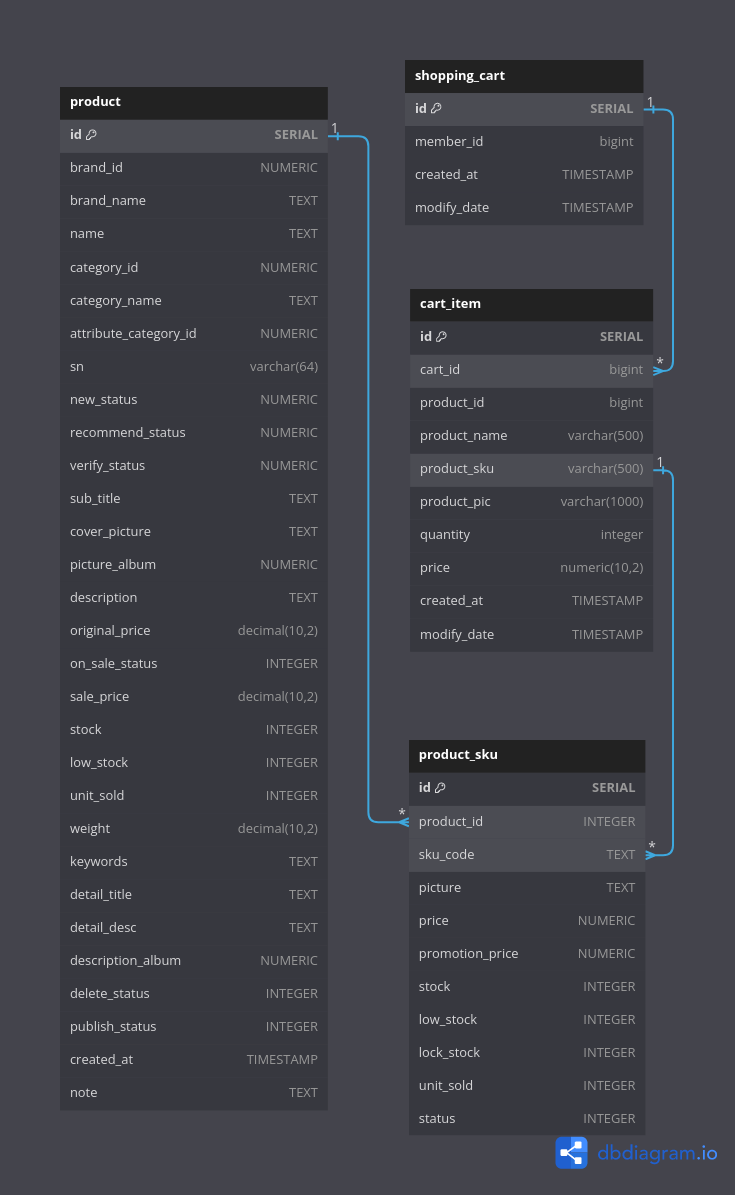 product
id SERIAL
brand_id NUMERIC
brand_name TEXT
name TEXT
category_id NUMERIC
category_name TEXT
attribute_category_id NUMERIC
sn varchar(64)
new_status NUMERIC
recommend_status NUMERIC
verify_status NUMERIC
sub_title TEXT
cover_picture TEXT
picture_album NUMERIC
description TEXT
original_price decimal(10,2)
on_sale_status INTEGER
sale_price decimal(10,2)
stock INTEGER
low_stock INTEGER
unit_sold INTEGER
weight decimal(10,2)
keywords TEXT
detail_title TEXT
detail_desc TEXT
description_album NUMERIC
delete_status INTEGER
publish_status INTEGER
created_at TIMESTAMP
note TEXT
1
*
shopping_cart
id SERIAL
member_id bigint
created_at TIMESTAMP
modify_date TIMESTAMP
1
*
cart_item
id SERIAL
cart_id bigint
product_id bigint
product_name varchar(500)
product_sku varchar(500)
product_pic varchar(1000)
quantity integer
price numeric(10,2)
created_at TIMESTAMP
modify_date TIMESTAMP
1
*
product_sku
id SERIAL
product_id INTEGER
sku_code TEXT
picture TEXT
price NUMERIC
promotion_price NUMERIC
stock INTEGER
low_stock INTEGER
lock_stock INTEGER
unit_sold INTEGER
status INTEGER
dbdiagram.io